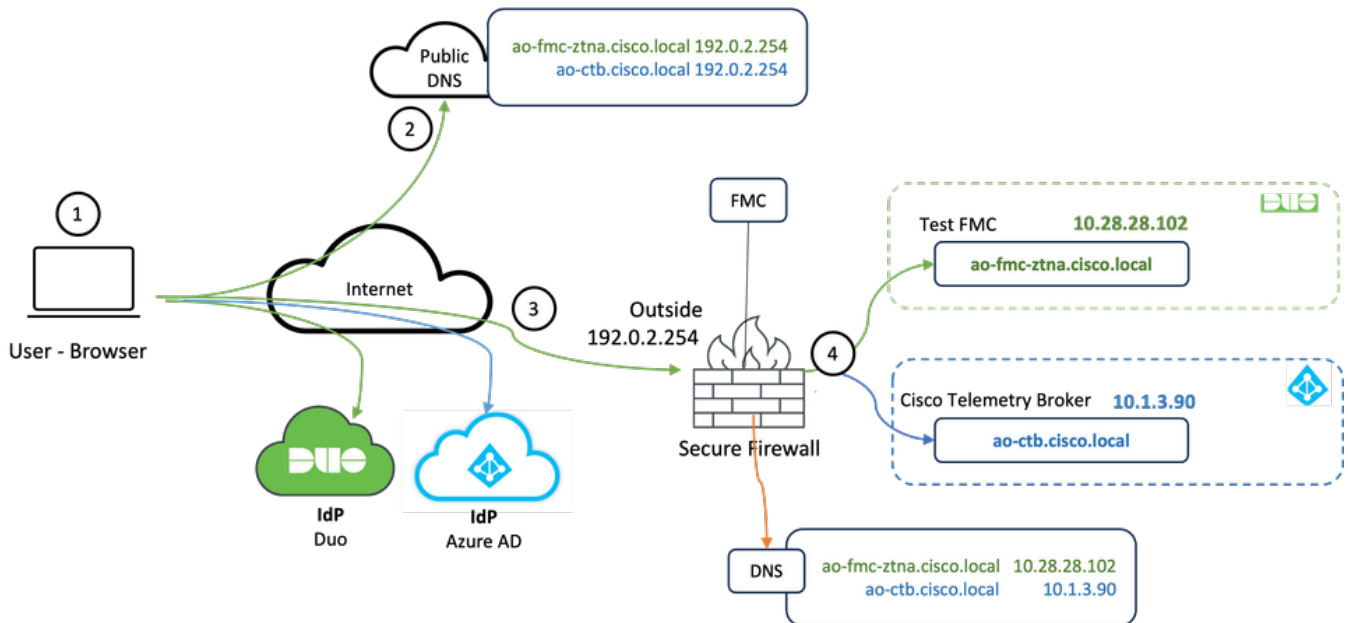 Public
DNS
ao-fmc-ztna.cisco.local 192.0.2.254
ao-ctb.cisco.local 192.0.2.254
2
1
User - Browser
Internet
3
FMC
Outside
192.0.2.254
Secure Firewall
4
DUO
Test FMC 10.28.28.102
ao-fmc-ztna.cisco.local
Cisco Telemetry Broker 10.1.3.90
ao-ctb.cisco.local
DUO
IdP
Duo
IdP
Azure AD
DNS
ao-fmc-ztna.cisco.local 10.28.28.102
ao-ctb.cisco.local 10.1.3.90